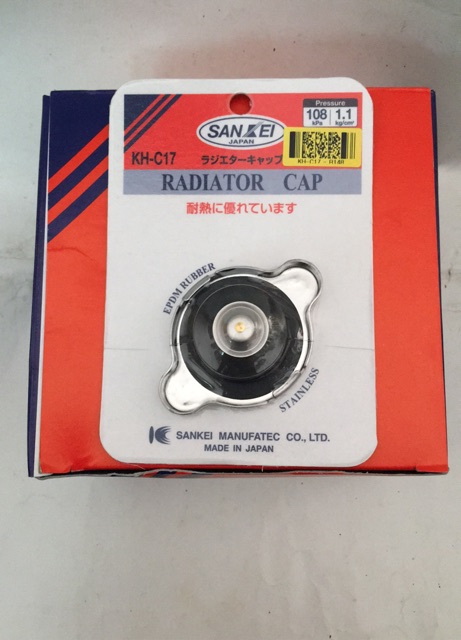 Pressure
108 kPa
1.1 kg/cm²
SANKEI
JAPAN
KH-C17
ラジエターキャップ
RADIATOR CAP
耐熱に優れています
EPDM RUBBER
STAINLESS
SANKEI MANUFATEC CO., LTD.
MADE IN JAPAN